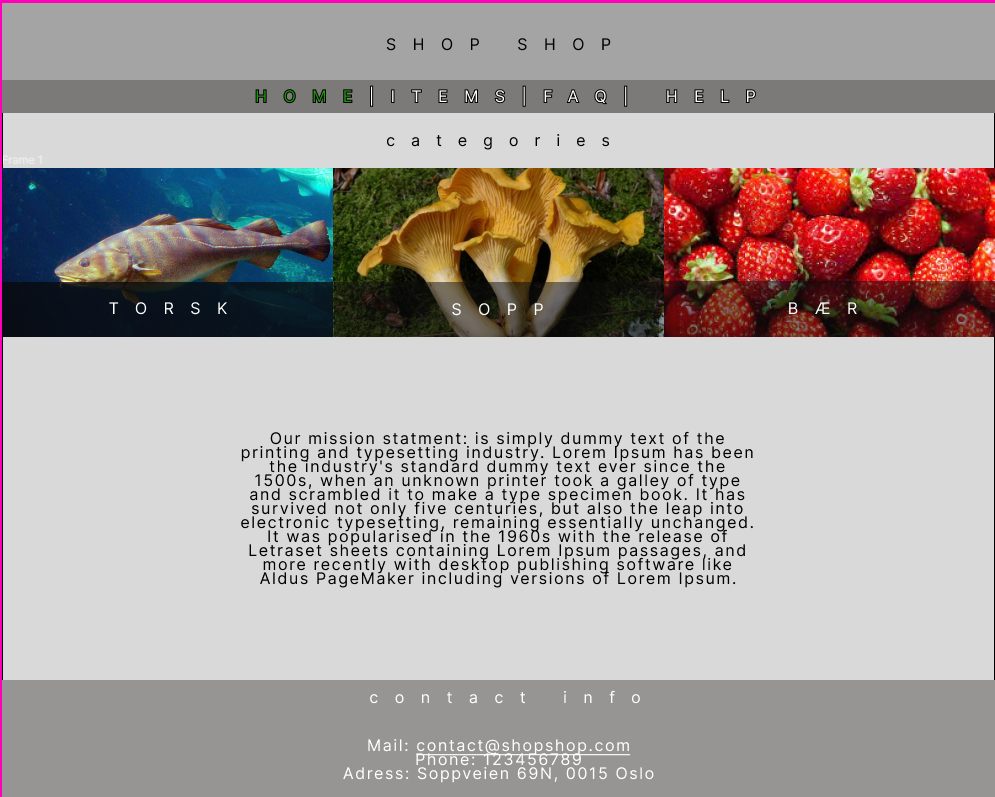 SHOP SHOP
HOME| ITEMS| FAQ| HELP
categories
Frame 1
TORSK
SOPP
BÆR
Our mission statment: is simply dummy text of the
printing and typesetting industry. Lorem Ipsum has been
the industry's standard dummy text ever since the
1500s, when an unknown printer took a galley of type
and scrambled it to make a type specimen book. It has
survived not only five centuries, but also the leap into
electronic typesetting, remaining essentially unchanged.
It was popularised in the 1960s with the release of
Letraset sheets containing Lorem Ipsum passages, and
more recently with desktop publishing software like
Aldus PageMaker including versions of Lorem Ipsum.
contact info
Mail: contact@shopshop.com
Phone: 123456789
Adress: Soppveien 69N, 0015 Oslo